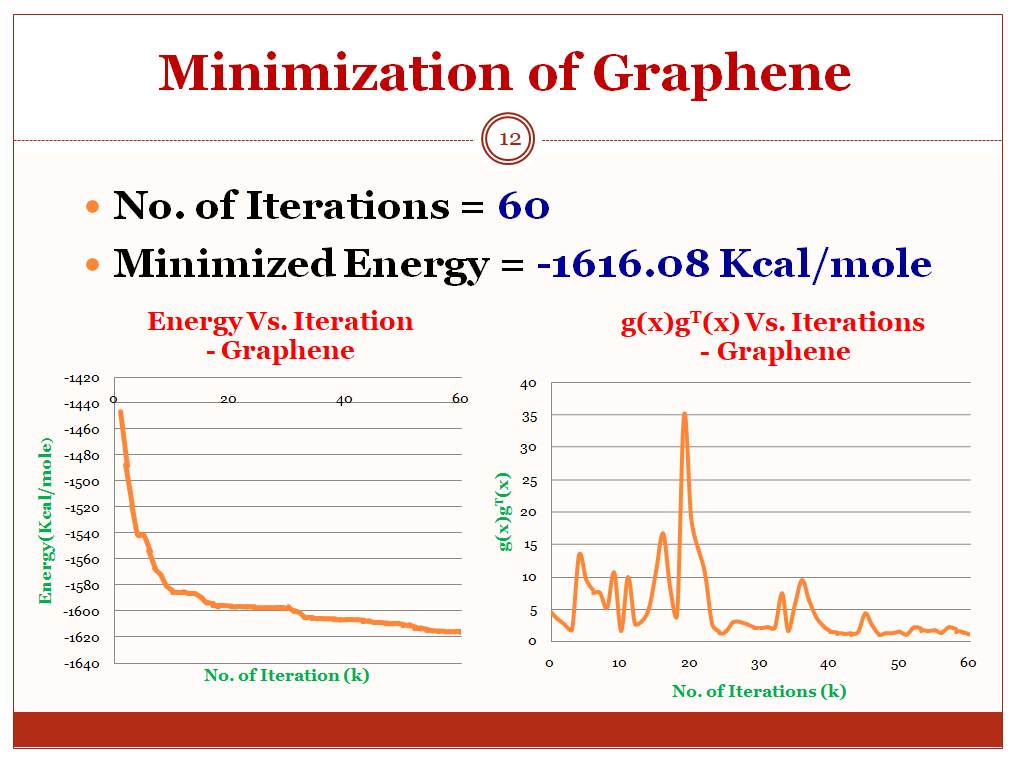 Minimization of Graphene
12
No. of Iterations = 60
Minimized Energy = -1616.08 Kcal/mole
Energy Vs. Iteration
- Graphene
-1420
-1440
-1460
-1480
-1500
-1520
-1540
-1560
-1580
-1600
-1620
-1640
0 20 40 60
Energy(Kcal/mole)
No. of Iteration (k)
g(x)gᵀ(x) Vs. Iterations
- Graphene
40
35
30
25
20
15
10
5
0
0 10 20 30 40 50 60
g(x)gᵀ(x)
No. of Iterations (k)